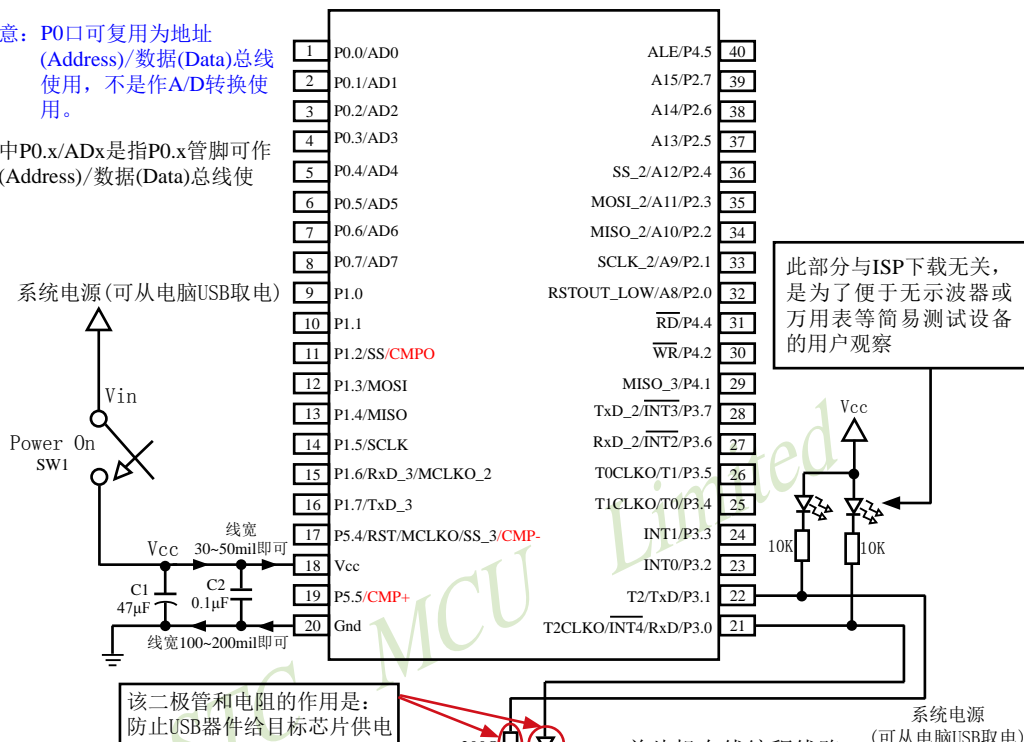 意：P0口可复用为地址
(Address)/数据(Data)总线
使用，不是作A/D转换使
用。
中P0.x/ADx是指P0.x管脚可作
(Address)/数据(Data)总线使
1 P0.0/AD0
2 P0.1/AD1
3 P0.2/AD2
4 P0.3/AD3
5 P0.4/AD4
6 P0.5/AD5
7 P0.6/AD6
8 P0.7/AD7
9 P1.0
10 P1.1
11 P1.2/SS/CMPO
12 P1.3/MOSI
13 P1.4/MISO
14 P1.5/SCLK
15 P1.6/RxD_3/MCLKO_2
16 P1.7/TxD_3
17 P5.4/RST/MCLKO/SS_3/CMP-
18 Vcc
19 P5.5/CMP+
20 Gnd
ALE/P4.5 40
A15/P2.7 39
A14/P2.6 38
A13/P2.5 37
SS_2/A12/P2.4 36
MOSI_2/A11/P2.3 35
MISO_2/A10/P2.2 34
SCLK_2/A9/P2.1 33
RSTOUT_LOW/A8/P2.0 32
RD/P4.4 31
WR/P4.2 30
MISO_3/P4.1 29
TxD_2/INT3/P3.7 28
RxD_2/INT2/P3.6 27
T0CLKO/T1/P3.5 26
T1CLKO/T0/P3.4 25
INT1/P3.3 24
INT0/P3.2 23
T2/TxD/P3.1 22
T2CLKO/INT4/RxD/P3.0 21
系统电源(可从电脑USB取电)
Vin
Power On
SW1
Vcc
线宽
30~50mil即可
C1
47μF
C2
0.1μF
线宽100~200mil即可
此部分与ISP下载无关，
是为了便于无示波器或
万用表等简易测试设备
的用户观察
Vcc
10K
10K
STC MCU Limited
该二极管和电阻的作用是：
防止USB器件给目标芯片供电
系统电源
(可从电脑USB取电)